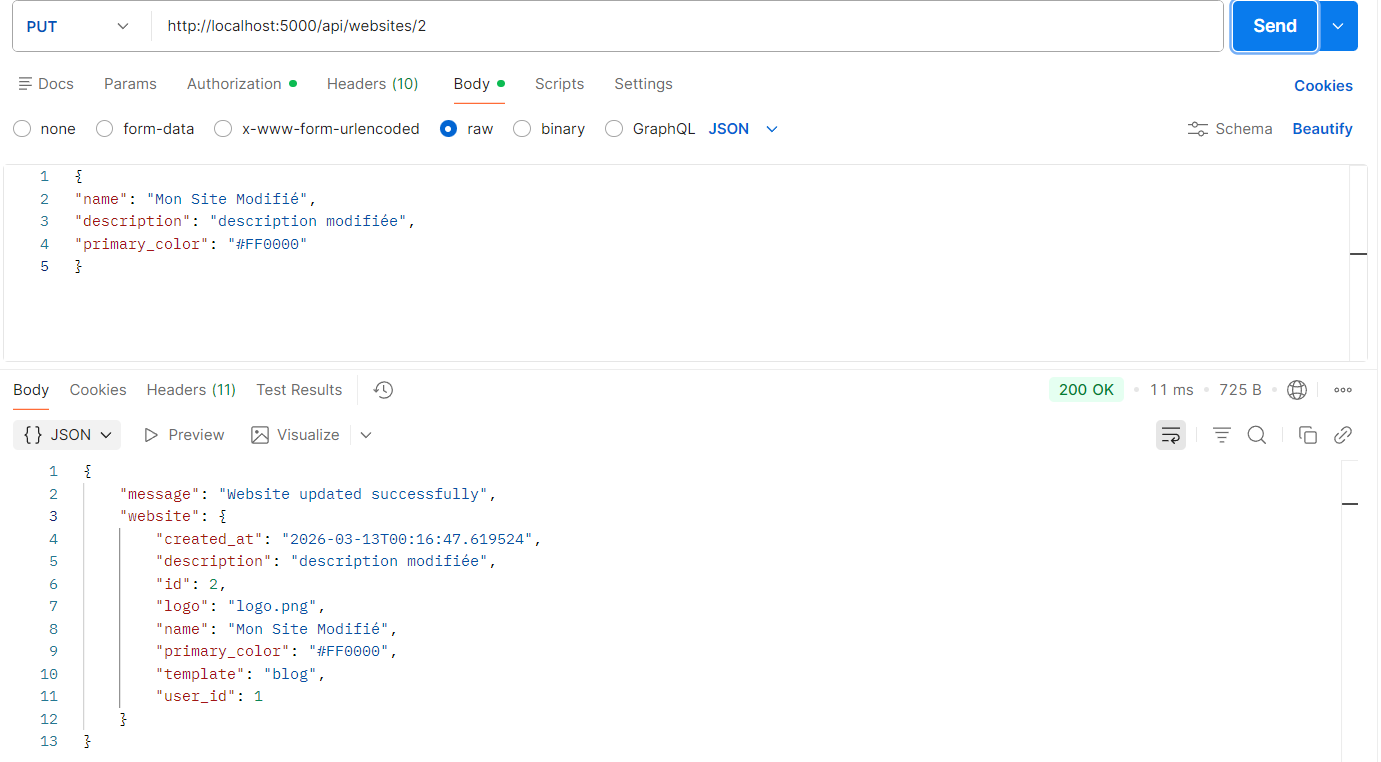 PUT http://localhost:5000/api/websites/2 Send
Docs Params Authorization Headers (10) Body Scripts Settings Cookies
none form-data x-www-form-urlencoded raw binary GraphQL JSON Schema Beautify
1 {
2 "name": "Mon Site Modifié",
3 "description": "description modifiée",
4 "primary_color": "#FF0000"
5 }
Body Cookies Headers (11) Test Results 200 OK • 11 ms • 725 B
{} JSON Preview Visualize
1 {
2 "message": "Website updated successfully",
3 "website": {
4 "created_at": "2026-03-13T00:16:47.619524",
5 "description": "description modifiée",
6 "id": 2,
7 "logo": "logo.png",
8 "name": "Mon Site Modifié",
9 "primary_color": "#FF0000",
10 "template": "blog",
11 "user_id": 1
12 }
13 }